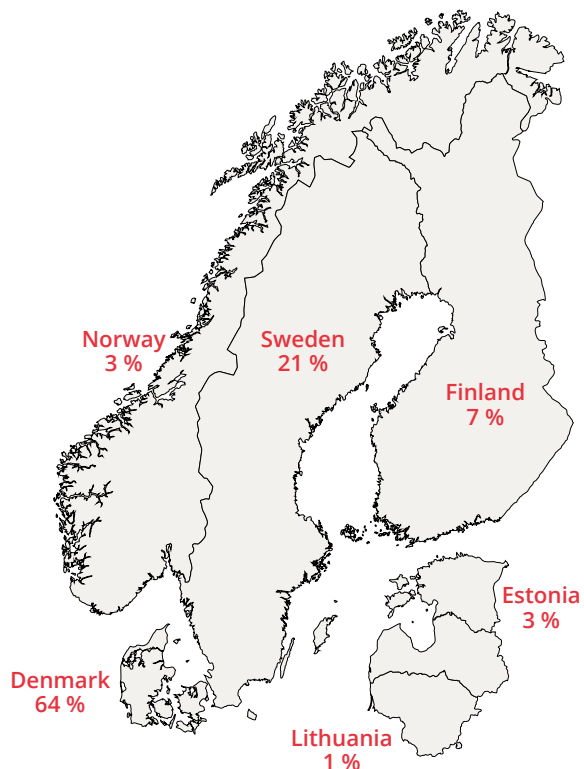 Norway
3 %
Sweden
21 %
Finland
7 %
Estonia
3 %
Denmark
64 %
Lithuania
1 %